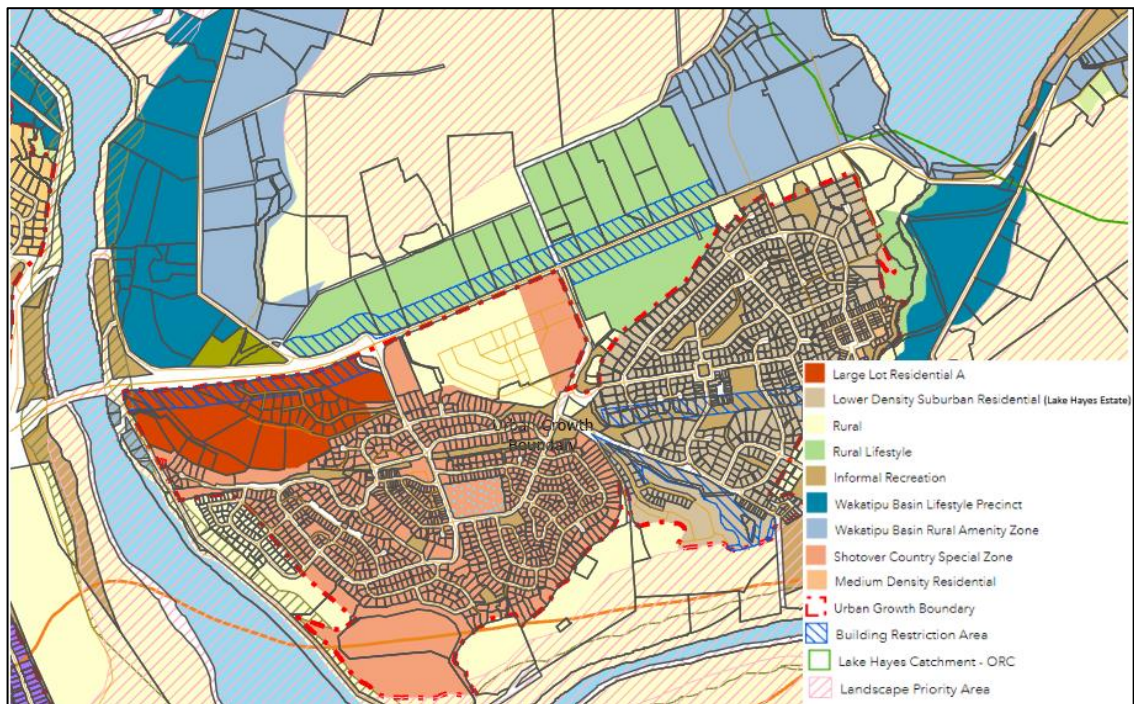 Urban Growth
Boundary
Large Lot Residential A
Lower Density Suburban Residential (Lake Hayes Estate)
Rural
Rural Lifestyle
Informal Recreation
Wakatipu Basin Lifestyle Precinct
Wakatipu Basin Rural Amenity Zone
Shotover Country Special Zone
Medium Density Residential
Urban Growth Boundary
Building Restriction Area
Lake Hayes Catchment - ORC
Landscape Priority Area